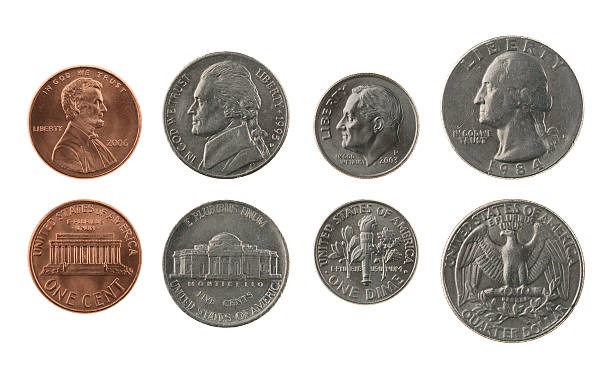 IN GOD WE TRUST
LIBERTY
2006
IN GOD WE TRUST
LIBERTY
1995
LIBERTY
IN GOD
WE TRUST
P
2003
LIBERTY
IN GOD WE
TRUST
1984
UNITED STATES OF AMERICA
E·PLURIBUS
UNUM
ONE CENT
E PLURIBUS UNUM
MONTICELLO
FIVE CENTS
UNITED STATES OF AMERICA
UNITED STATES OF AMERICA
E PLURIBUS UNUM
ONE DIME
UNITED STATES OF AMERICA
E PLURIBUS
UNUM
QUARTER DOLLAR